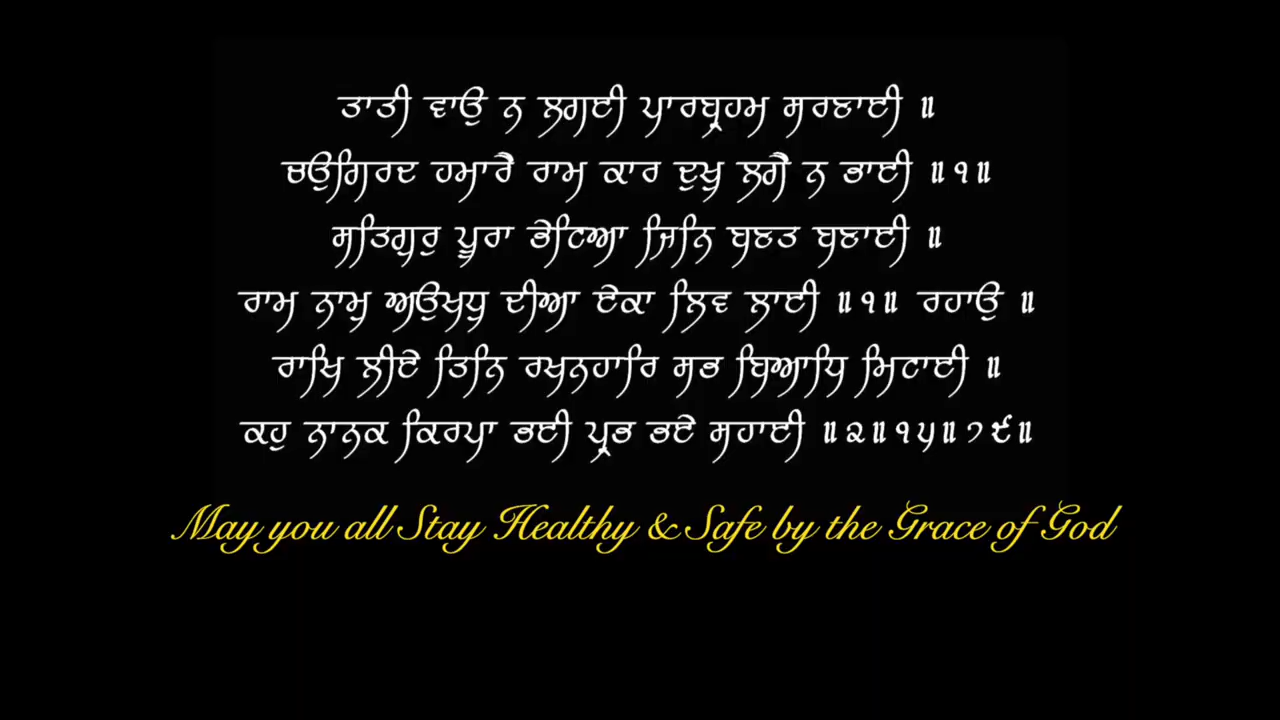 ਤਾਤੀ ਵਾਉ ਨ ਲਗਈ ਪਾਰਬ੍ਰਹਮ ਸਰਣਾਈ ॥
ਚਉਗਿਰਦ ਹਮਾਰੈ ਰਾਮ ਕਾਰ ਦੁਖੁ ਲਗੈ ਨ ਭਾਈ ॥੧॥
ਸਤਿਗੁਰੁ ਪੂਰਾ ਭੇਟਿਆ ਜਿਨਿ ਬਣਤ ਬਣਾਈ ॥
ਰਾਮ ਨਾਮੁ ਅਉਖਧੁ ਦੀਆ ਏਕਾ ਲਿਵ ਲਾਈ ॥੧॥ ਰਹਾਉ ॥
ਰਾਖਿ ਲੀਏ ਤਿਨਿ ਰਖਨਹਾਰਿ ਸਭ ਬਿਆਧਿ ਮਿਟਾਈ ॥
ਕਹੁ ਨਾਨਕ ਕਿਰਪਾ ਭਈ ਪ੍ਰਭ ਭਏ ਸਹਾਈ ॥੨॥੧੫॥੭੯॥
May you all Stay Healthy & Safe by the Grace of God